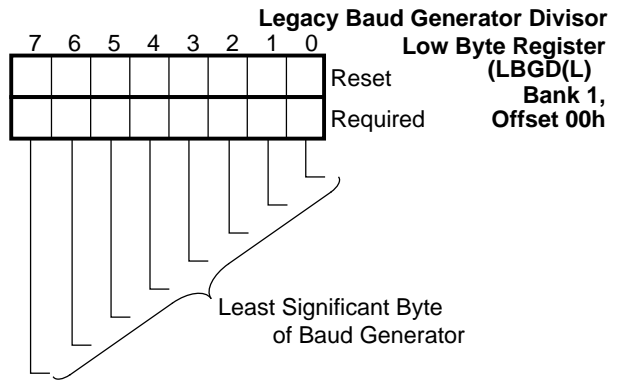 Legacy Baud Generator Divisor
Low Byte Register
(LBGD(L)
Bank 1,
Offset 00h
7 6 5 4 3 2 1 0
Reset
Required
Least Significant Byte
of Baud Generator